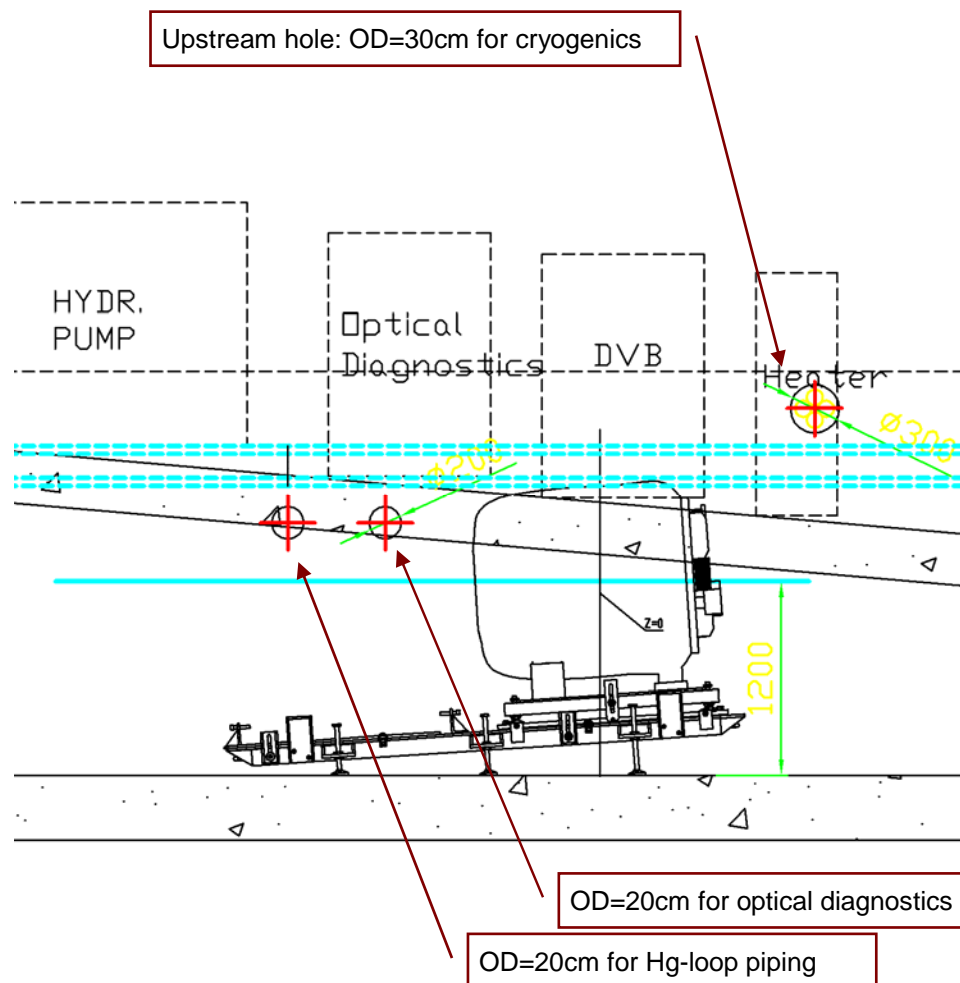 Upstream hole: OD=30cm for cryogenics
HYDR.
PUMP
Optical
Diagnostics
DVB
Heater
ø300
ø200
Z=0
1200
OD=20cm for optical diagnostics
OD=20cm for Hg-loop piping